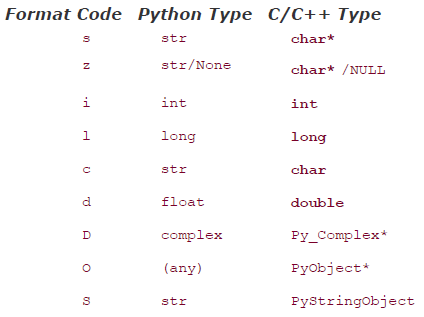 Format Code Python Type C/C++ Type
s str char*
z str/None char* /NULL
i int int
l long long
c str char
d float double
D complex Py_Complex*
O (any) PyObject*
S str PyStringObject